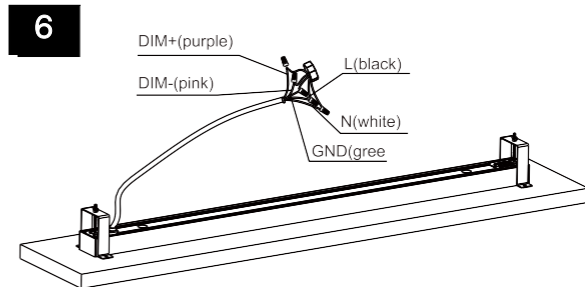 6
DIM+(purple)
L(black)
DIM-(pink)
N(white)
GND(gree